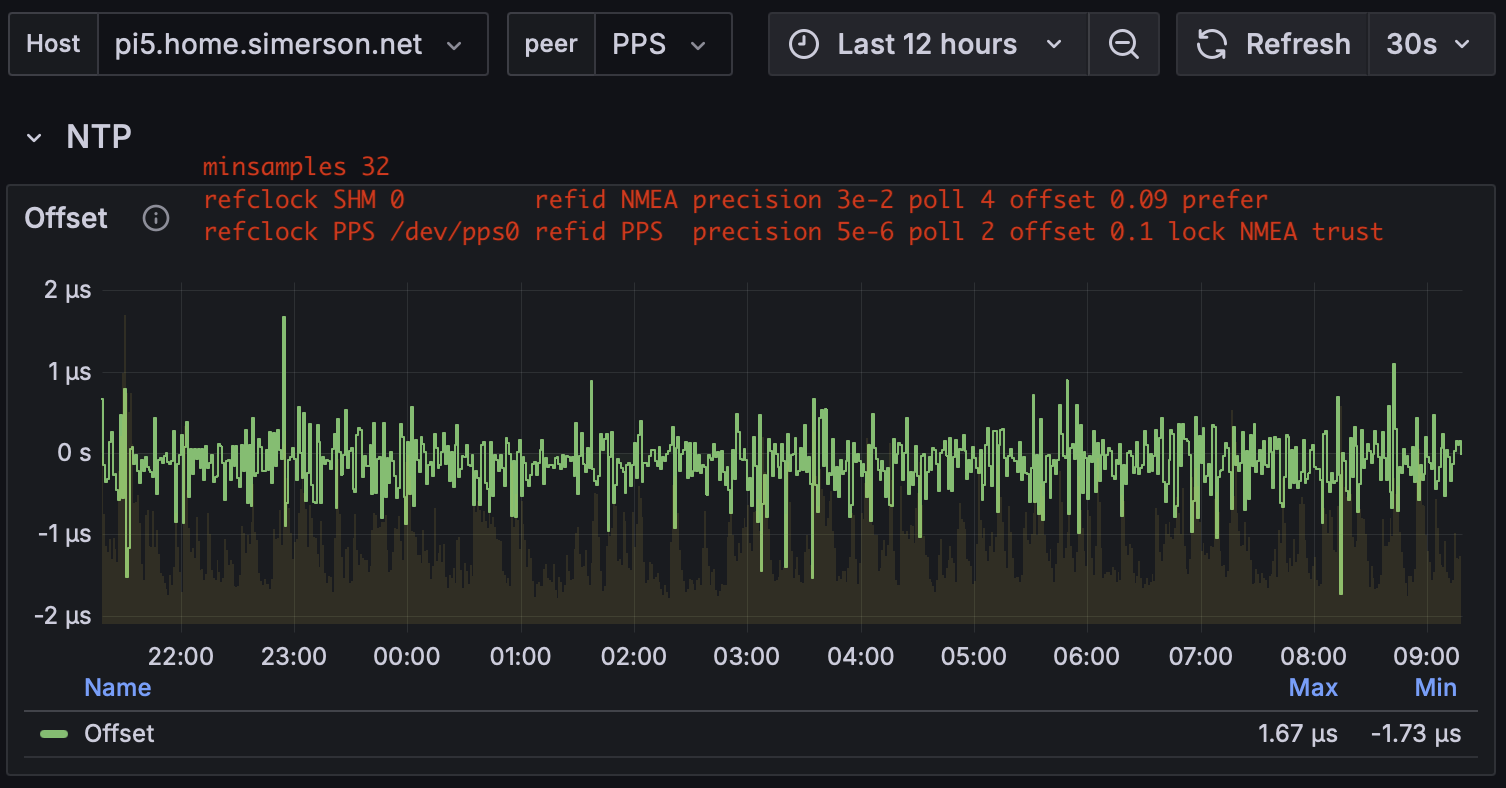 Host pi5.home.simerson.net peer PPS Last 12 hours Refresh 30s
NTP
minsamples 32
refclock SHM 0 refid NMEA precision 3e-2 poll 4 offset 0.09 prefer
Offset
refclock PPS /dev/pps0 refid PPS precision 5e-6 poll 2 offset 0.1 lock NMEA trust
2 µs
1 µs
0 s
-1 µs
-2 µs
22:00 23:00 00:00 01:00 02:00 03:00 04:00 05:00 06:00 07:00 08:00 09:00
Name Max Min
Offset 1.67 µs -1.73 µs